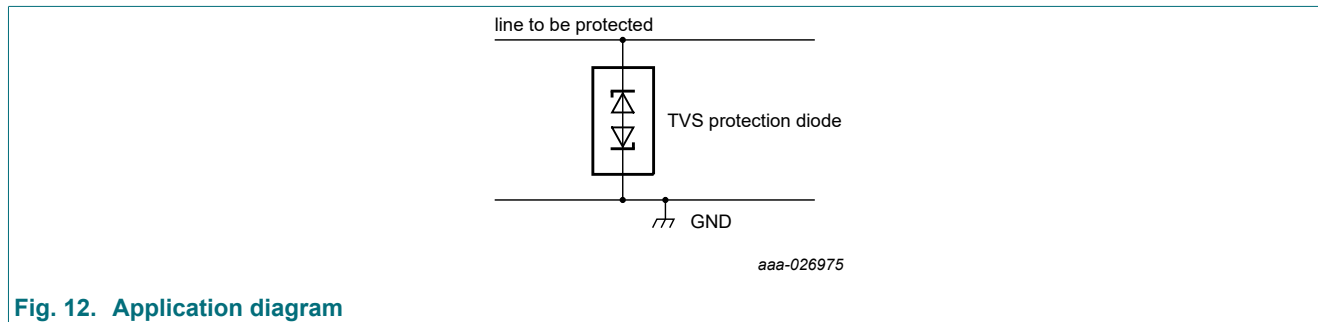 line to be protected
TVS protection diode
GND
aaa-026975
Fig. 12. Application diagram